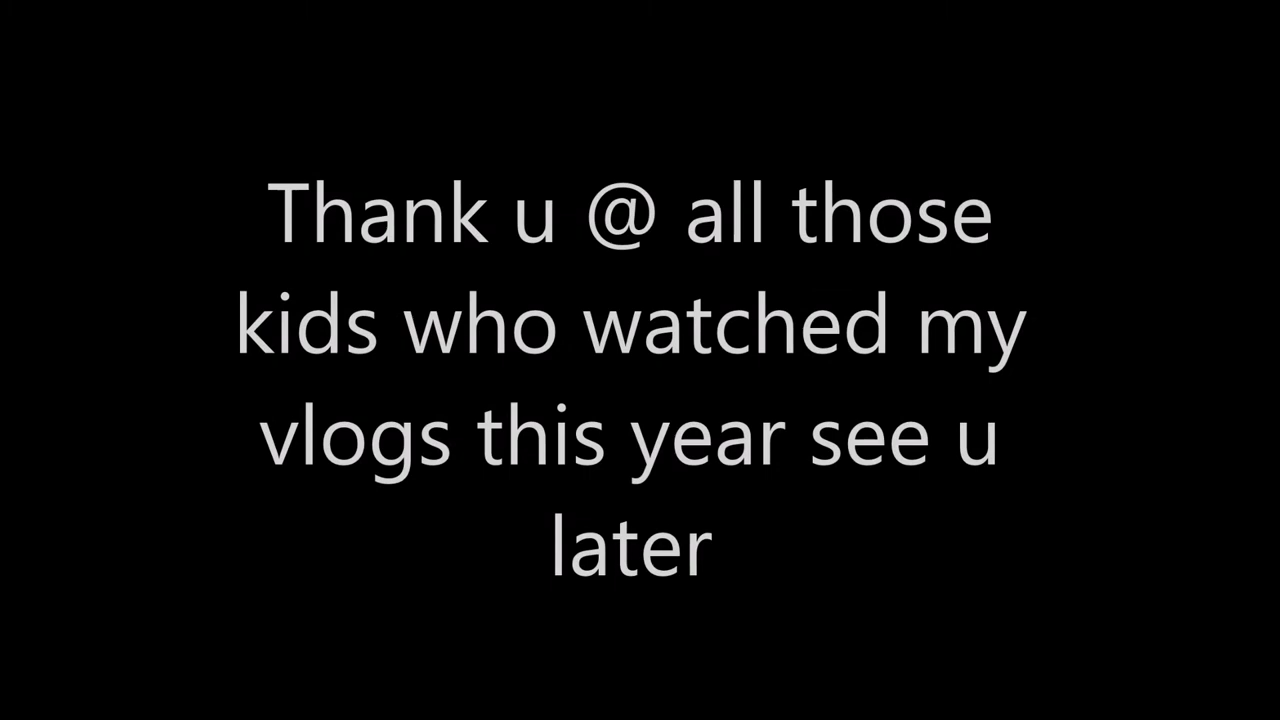 Thank u @ all those
kids who watched my
vlogs this year see u
later